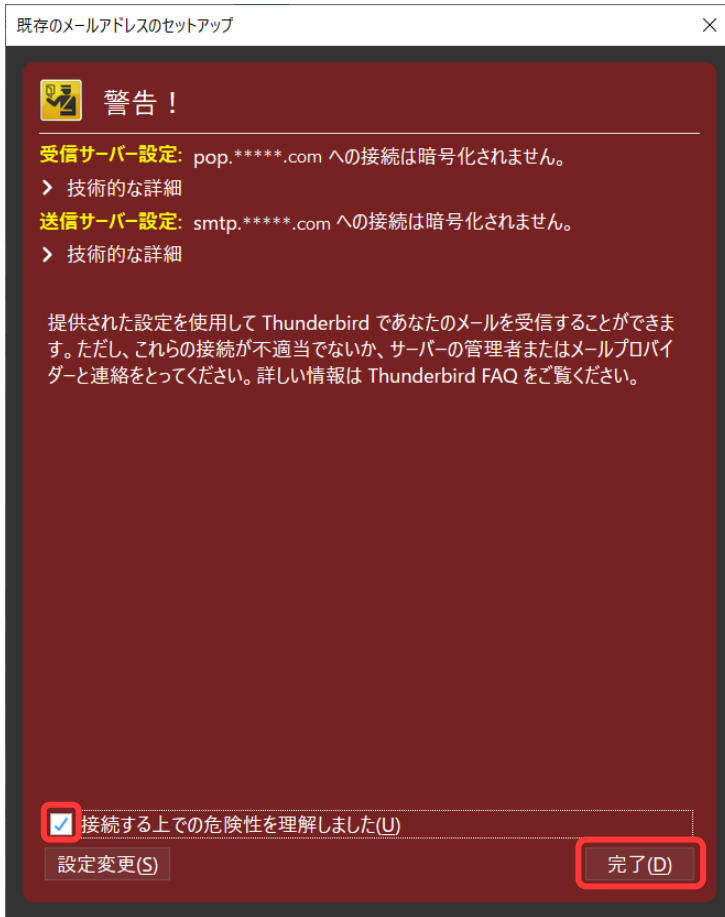 既存のメールアドレスのセットアップ
警告！
受信サーバー設定: pop.*****.com への接続は暗号化されません。
技術的な詳細
送信サーバー設定: smtp.*****.com への接続は暗号化されません。
技術的な詳細
提供された設定を使用して Thunderbird であなたのメールを受信することができま
す。ただし、これらの接続が不適当でないか、サーバーの管理者またはメールプロバイ
ダーと連絡をとってください。詳しい情報は Thunderbird FAQ をご覧ください。
接続する上での危険性を理解しました(U)
設定変更(S)
完了(D)